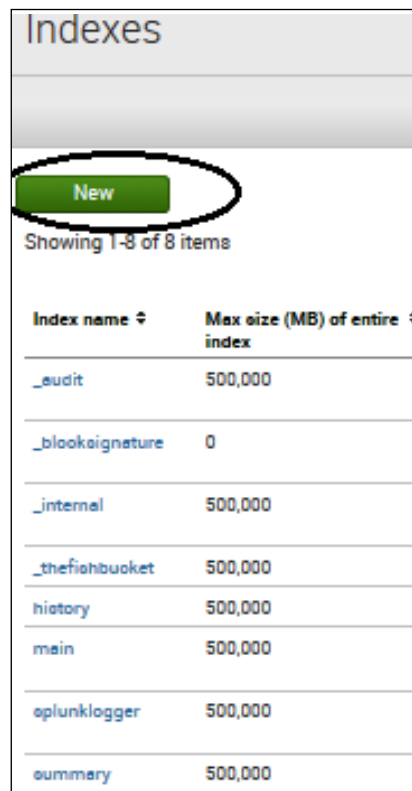 Indexes
New
Showing 1-8 of 8 items
Index name Max size (MB) of entire index
_audit 500,000
_blocksignature 0
_internal 500,000
_thefishbucket 500,000
history 500,000
main 500,000
splunklogger 500,000
summary 500,000